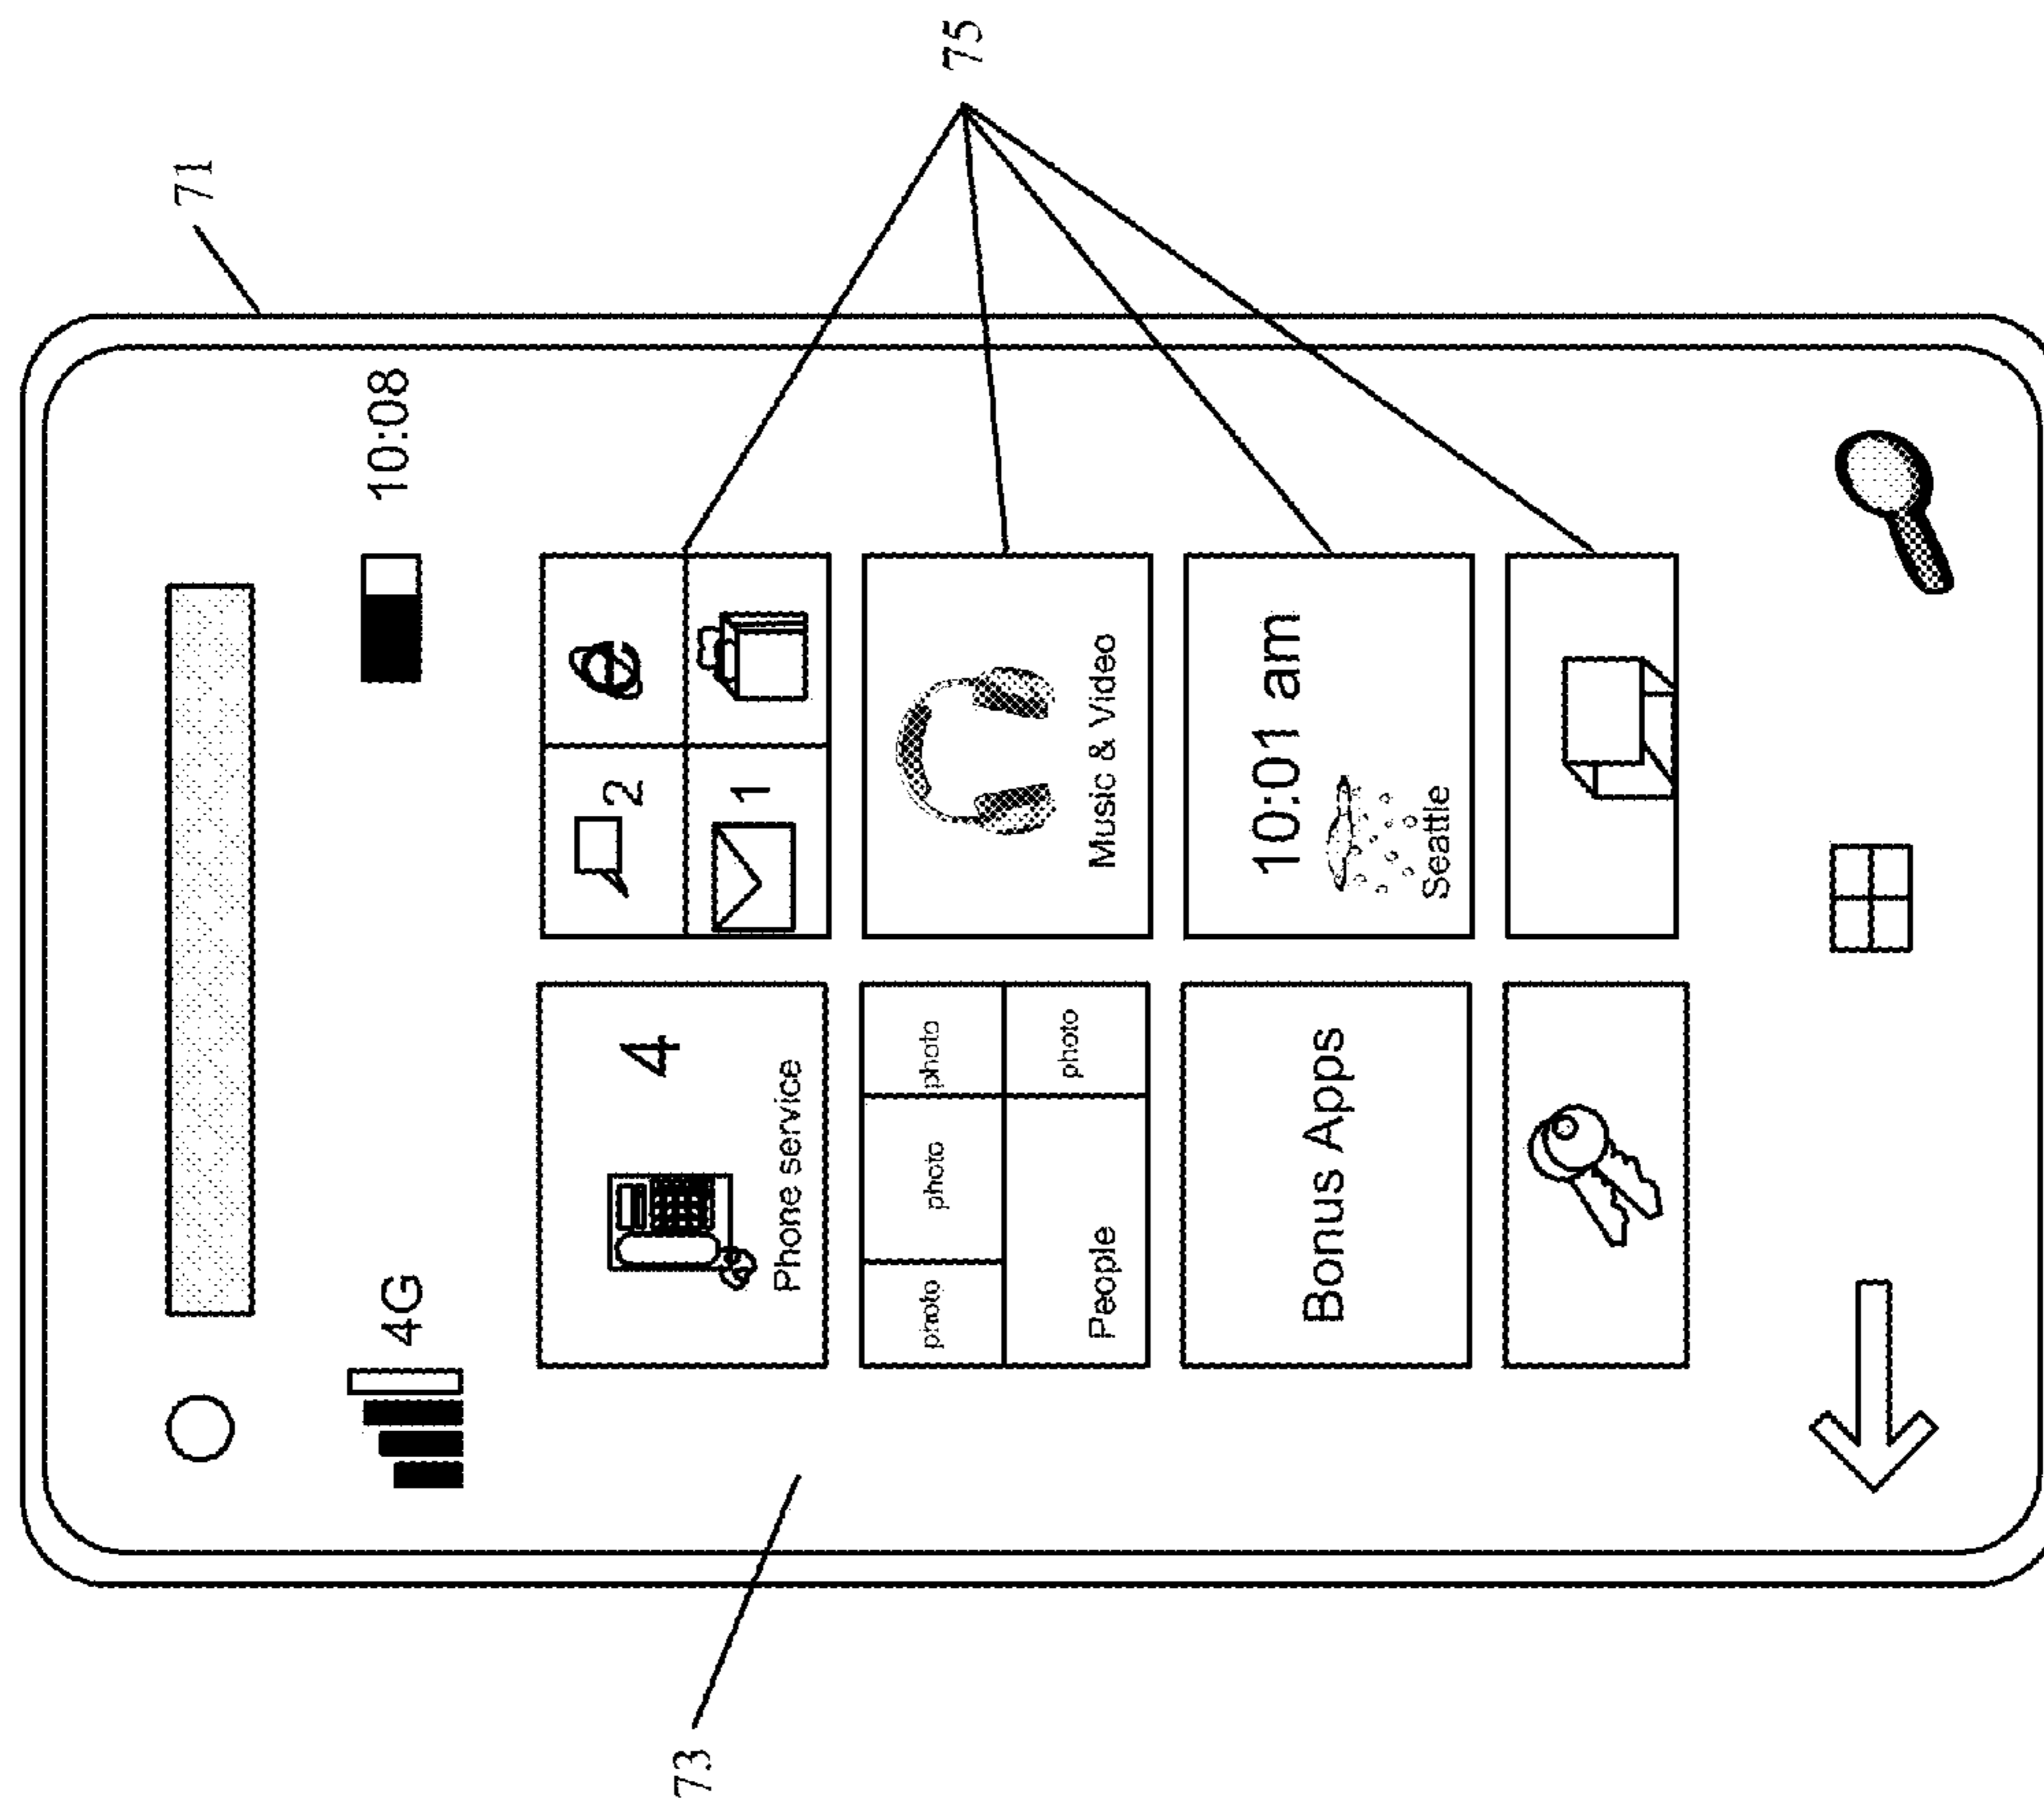 71
4G
10:08
4
Phone service
2
1
75
photo
photo
photo
photo
People
Music & Video
Bonus Apps
10:01 am
Seattle
73